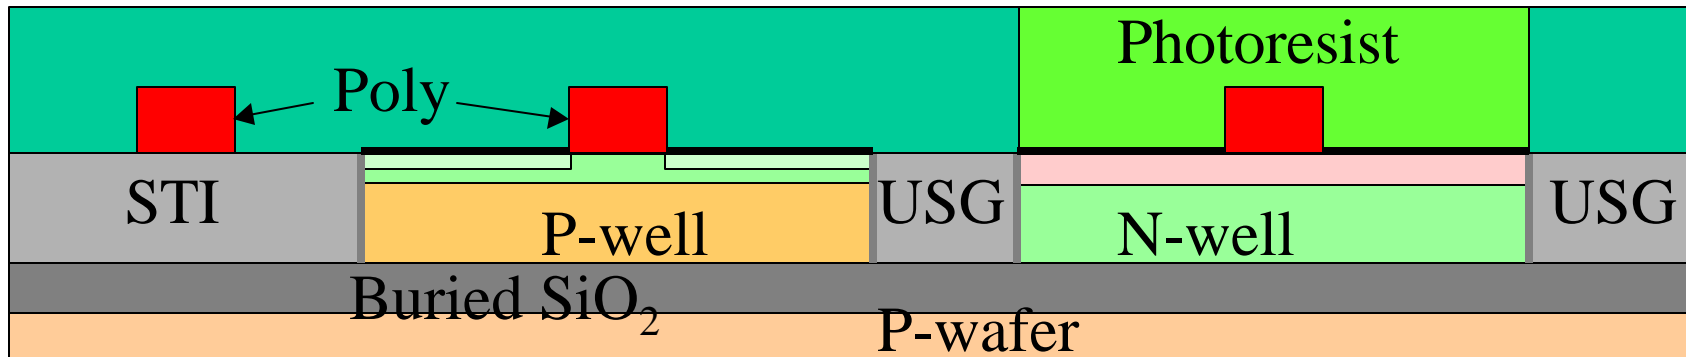 Photoresist
Poly
STI
USG
USG
P-well
N-well
Buried SiO₂
P-wafer